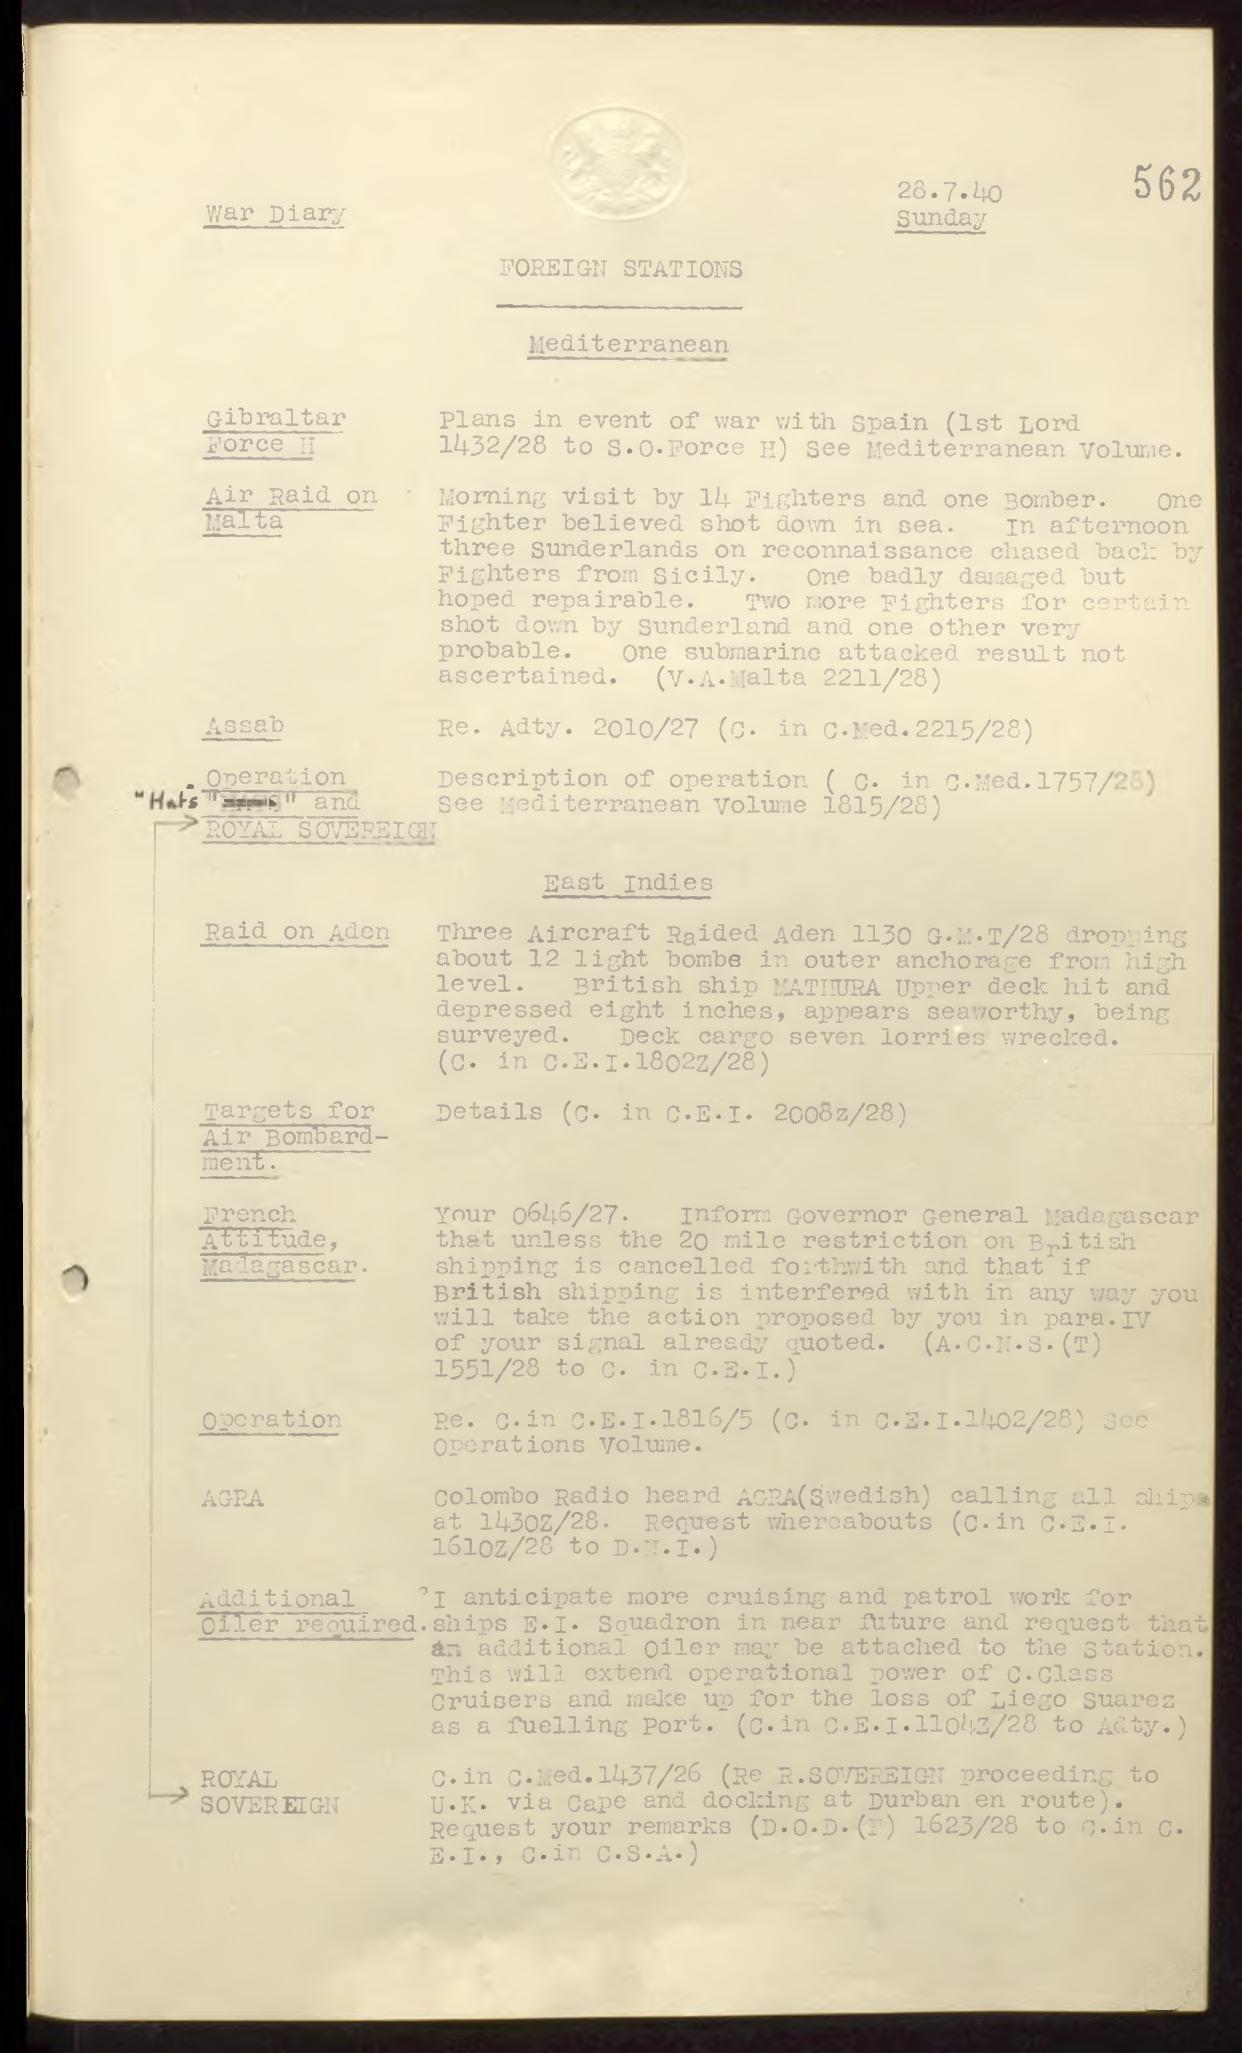 562
28.7.40
War Diary
Sunday
FOREIGN STATIONS
Mediterranean
Gibraltar Plans in event of war with Spain (1st Lord
Force H 1432/28 to S.O.Force H) See Mediterranean Volume.
Air Raid on Morning visit by 14 Fighters and one Bomber. One
Malta Fighter believed shot down in sea. In afternoon
three Sunderlands on reconnaissance chased back by
Fighters from Sicily. One badly damaged but
hoped repairable. Two more Fighters for certain
shot down by Sunderland and one other very
probable. One submarine attacked result not
ascertained. (V.A.Malta 2211/28)
Assab Re. Adty. 2010/27 (C. in C.Med.2215/28)
Operation Description of operation ( C. in C.Med.1757/28)
"Hats" " " and See Mediterranean Volume 1815/28)
ROYAL SOVEREIGN
East Indies
Raid on Aden Three Aircraft Raided Aden 1130 G.M.T/28 dropping
about 12 light bombe in outer anchorage from high
level. British ship MATHURA Upper deck hit and
depressed eight inches, appears seaworthy, being
surveyed. Deck cargo seven lorries wrecked.
(C. in C.E.I.1802Z/28)
Targets for Details (C. in C.E.I. 2008z/28)
Air Bombard-
ment.
French Your 0646/27. Inform Governor General Madagascar
Attitude, that unless the 20 mile restriction on British
Madagascar. shipping is cancelled forthwith and that if
British shipping is interfered with in any way you
will take the action proposed by you in para.IV
of your signal already quoted. (A.C.N.S.(T)
1551/28 to C. in C.E.I.)
Operation Re. C.in C.E.I.1816/5 (C. in C.E.I.1402/28) See
Operations Volume.
AGRA Colombo Radio heard AGRA(Swedish) calling all ships
at 1430Z/28. Request whereabouts (C.in C.E.I.
1610Z/28 to D.N.I.)
Additional I anticipate more cruising and patrol work for
Oiler required. ships E.I. Squadron in near future and request that
an additional Oiler may be attached to the Station.
This will extend operational power of C.Class
Cruisers and make up for the loss of Liego Suarez
as a fuelling Port. (C.in C.E.I.1104Z/28 to Adty.)
ROYAL C.in C.Med.1437/26 (Re R.SOVEREIGN proceeding to
SOVEREIGN U.K. via Cape and docking at Durban en route).
Request your remarks (D.O.D.(F) 1623/28 to C.in C.
E.I., C.in C.S.A.)